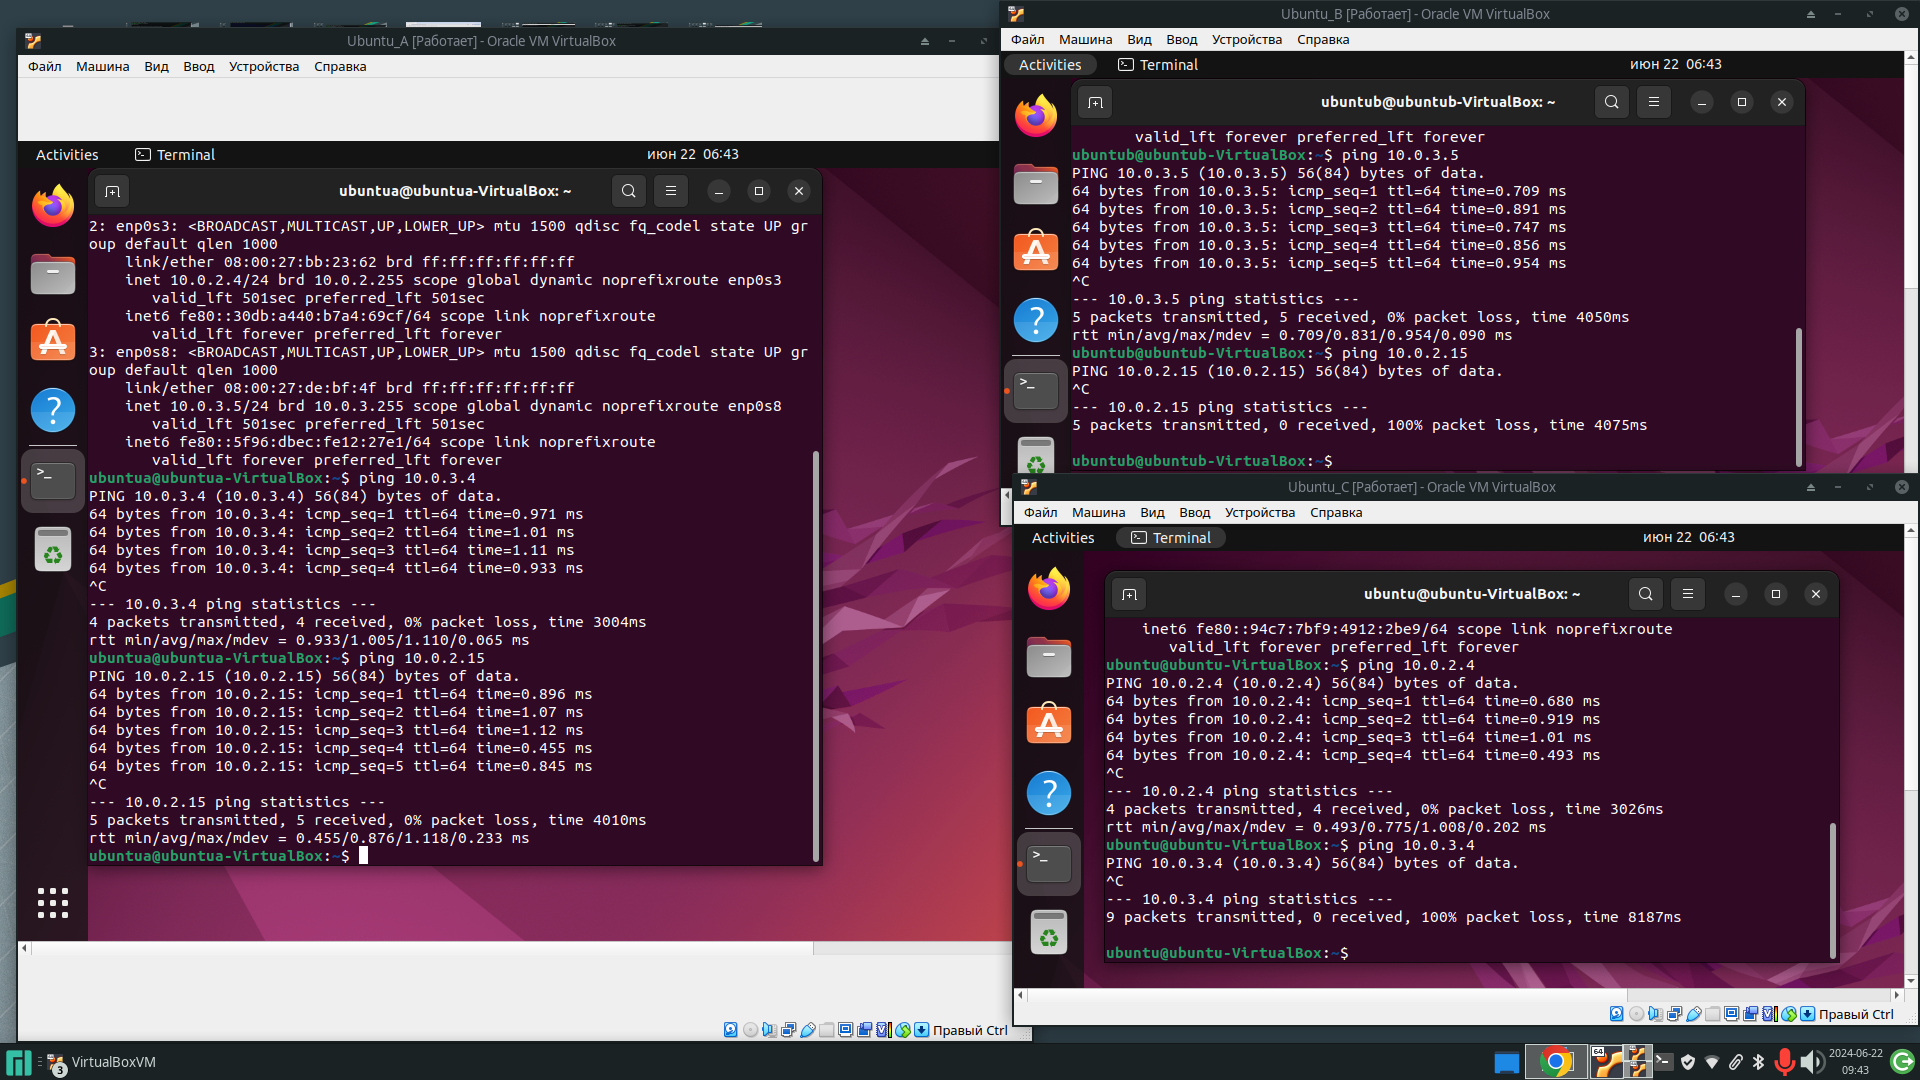 Ubuntu_A [Работает] - Oracle VM VirtualBox
Файл Машина Вид Ввод Устройства Справка
Activities Terminal июн 22 06:43
ubuntua@ubuntua-VirtualBox: ~
2: enp0s3: <BROADCAST,MULTICAST,UP,LOWER_UP> mtu 1500 qdisc fq_codel state UP gr
oup default qlen 1000
link/ether 08:00:27:bb:23:62 brd ff:ff:ff:ff:ff:ff
inet 10.0.2.4/24 brd 10.0.2.255 scope global dynamic noprefixroute enp0s3
valid_lft 501sec preferred_lft 501sec
inet6 fe80::30db:a440:b7a4:69cf/64 scope link noprefixroute
valid_lft forever preferred_lft forever
3: enp0s8: <BROADCAST,MULTICAST,UP,LOWER_UP> mtu 1500 qdisc fq_codel state UP gr
oup default qlen 1000
link/ether 08:00:27:de:bf:4f brd ff:ff:ff:ff:ff:ff
inet 10.0.3.5/24 brd 10.0.3.255 scope global dynamic noprefixroute enp0s8
valid_lft 501sec preferred_lft 501sec
inet6 fe80::5f96:dbec:fe12:27e1/64 scope link noprefixroute
valid_lft forever preferred_lft forever
ubuntua@ubuntua-VirtualBox:~$ ping 10.0.3.4
PING 10.0.3.4 (10.0.3.4) 56(84) bytes of data.
64 bytes from 10.0.3.4: icmp_seq=1 ttl=64 time=0.971 ms
64 bytes from 10.0.3.4: icmp_seq=2 ttl=64 time=1.01 ms
64 bytes from 10.0.3.4: icmp_seq=3 ttl=64 time=1.11 ms
64 bytes from 10.0.3.4: icmp_seq=4 ttl=64 time=0.933 ms
^C
--- 10.0.3.4 ping statistics ---
4 packets transmitted, 4 received, 0% packet loss, time 3004ms
rtt min/avg/max/mdev = 0.933/1.005/1.110/0.065 ms
ubuntua@ubuntua-VirtualBox:~$ ping 10.0.2.15
PING 10.0.2.15 (10.0.2.15) 56(84) bytes of data.
64 bytes from 10.0.2.15: icmp_seq=1 ttl=64 time=0.896 ms
64 bytes from 10.0.2.15: icmp_seq=2 ttl=64 time=1.07 ms
64 bytes from 10.0.2.15: icmp_seq=3 ttl=64 time=1.12 ms
64 bytes from 10.0.2.15: icmp_seq=4 ttl=64 time=0.455 ms
64 bytes from 10.0.2.15: icmp_seq=5 ttl=64 time=0.845 ms
^C
--- 10.0.2.15 ping statistics ---
5 packets transmitted, 5 received, 0% packet loss, time 4010ms
rtt min/avg/max/mdev = 0.455/0.876/1.118/0.233 ms
ubuntua@ubuntua-VirtualBox:~$
Правый Ctrl
Ubuntu_B [Работает] - Oracle VM VirtualBox
Файл Машина Вид Ввод Устройства Справка
Activities Terminal июн 22 06:43
ubuntub@ubuntub-VirtualBox: ~
valid_lft forever preferred_lft forever
ubuntub@ubuntub-VirtualBox:~$ ping 10.0.3.5
PING 10.0.3.5 (10.0.3.5) 56(84) bytes of data.
64 bytes from 10.0.3.5: icmp_seq=1 ttl=64 time=0.709 ms
64 bytes from 10.0.3.5: icmp_seq=2 ttl=64 time=0.891 ms
64 bytes from 10.0.3.5: icmp_seq=3 ttl=64 time=0.747 ms
64 bytes from 10.0.3.5: icmp_seq=4 ttl=64 time=0.856 ms
64 bytes from 10.0.3.5: icmp_seq=5 ttl=64 time=0.954 ms
^C
--- 10.0.3.5 ping statistics ---
5 packets transmitted, 5 received, 0% packet loss, time 4050ms
rtt min/avg/max/mdev = 0.709/0.831/0.954/0.090 ms
ubuntub@ubuntub-VirtualBox:~$ ping 10.0.2.15
PING 10.0.2.15 (10.0.2.15) 56(84) bytes of data.
^C
--- 10.0.2.15 ping statistics ---
5 packets transmitted, 0 received, 100% packet loss, time 4075ms
ubuntub@ubuntub-VirtualBox:~$
Ubuntu_C [Работает] - Oracle VM VirtualBox
Файл Машина Вид Ввод Устройства Справка
Activities Terminal июн 22 06:43
ubuntu@ubuntu-VirtualBox: ~
inet6 fe80::94c7:7bf9:4912:2be9/64 scope link noprefixroute
valid_lft forever preferred_lft forever
ubuntu@ubuntu-VirtualBox:~$ ping 10.0.2.4
PING 10.0.2.4 (10.0.2.4) 56(84) bytes of data.
64 bytes from 10.0.2.4: icmp_seq=1 ttl=64 time=0.680 ms
64 bytes from 10.0.2.4: icmp_seq=2 ttl=64 time=0.919 ms
64 bytes from 10.0.2.4: icmp_seq=3 ttl=64 time=1.01 ms
64 bytes from 10.0.2.4: icmp_seq=4 ttl=64 time=0.493 ms
^C
--- 10.0.2.4 ping statistics ---
4 packets transmitted, 4 received, 0% packet loss, time 3026ms
rtt min/avg/max/mdev = 0.493/0.775/1.008/0.202 ms
ubuntu@ubuntu-VirtualBox:~$ ping 10.0.3.4
PING 10.0.3.4 (10.0.3.4) 56(84) bytes of data.
^C
--- 10.0.3.4 ping statistics ---
9 packets transmitted, 0 received, 100% packet loss, time 8187ms
ubuntu@ubuntu-VirtualBox:~$
Правый Ctrl
3 VirtualBoxVM
2024-06-22
09:43